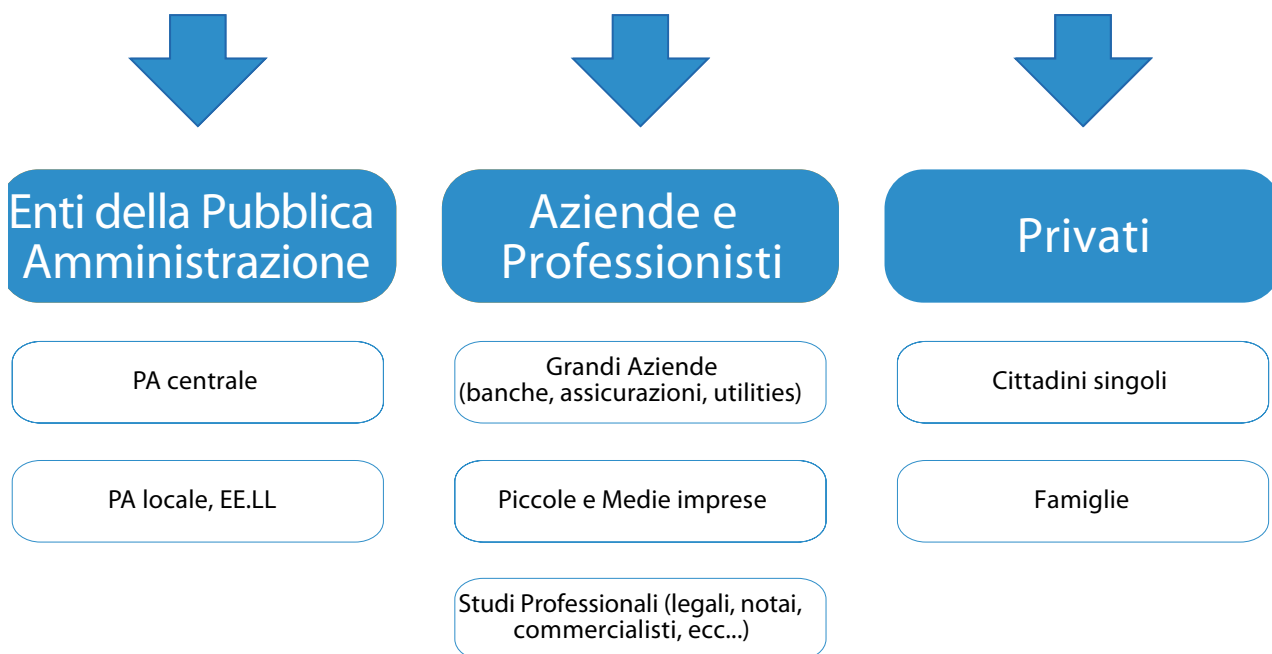 Enti della Pubblica
Amministrazione
PA centrale
PA locale, EE.LL
Aziende e
Professionisti
Grandi Aziende
(banche, assicurazioni, utilities)
Piccole e Medie imprese
Studi Professionali (legali, notai,
commercialisti, ecc...)
Privati
Cittadini singoli
Famiglie